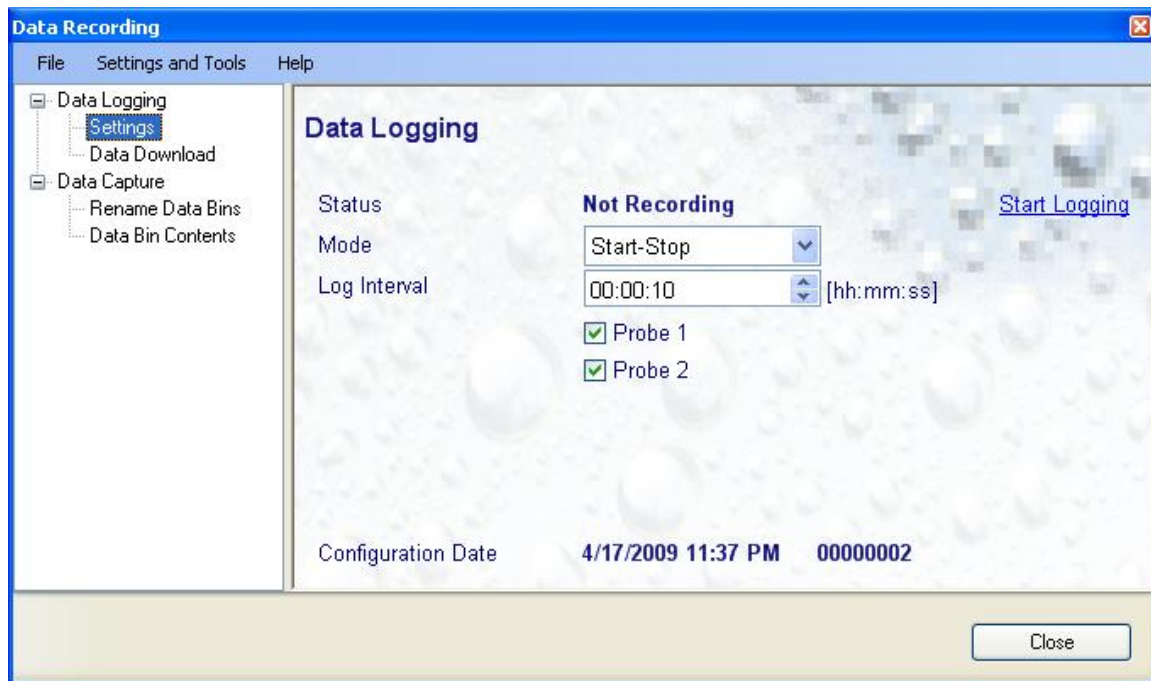 Data Recording
File Settings and Tools Help
Data Logging
Settings
Data Download
Data Capture
Rename Data Bins
Data Bin Contents
Data Logging
Status Not Recording Start Logging
Mode Start-Stop
Log Interval 00:00:10 [hh:mm:ss]
Probe 1
Probe 2
Configuration Date 4/17/2009 11:37 PM 00000002
Close